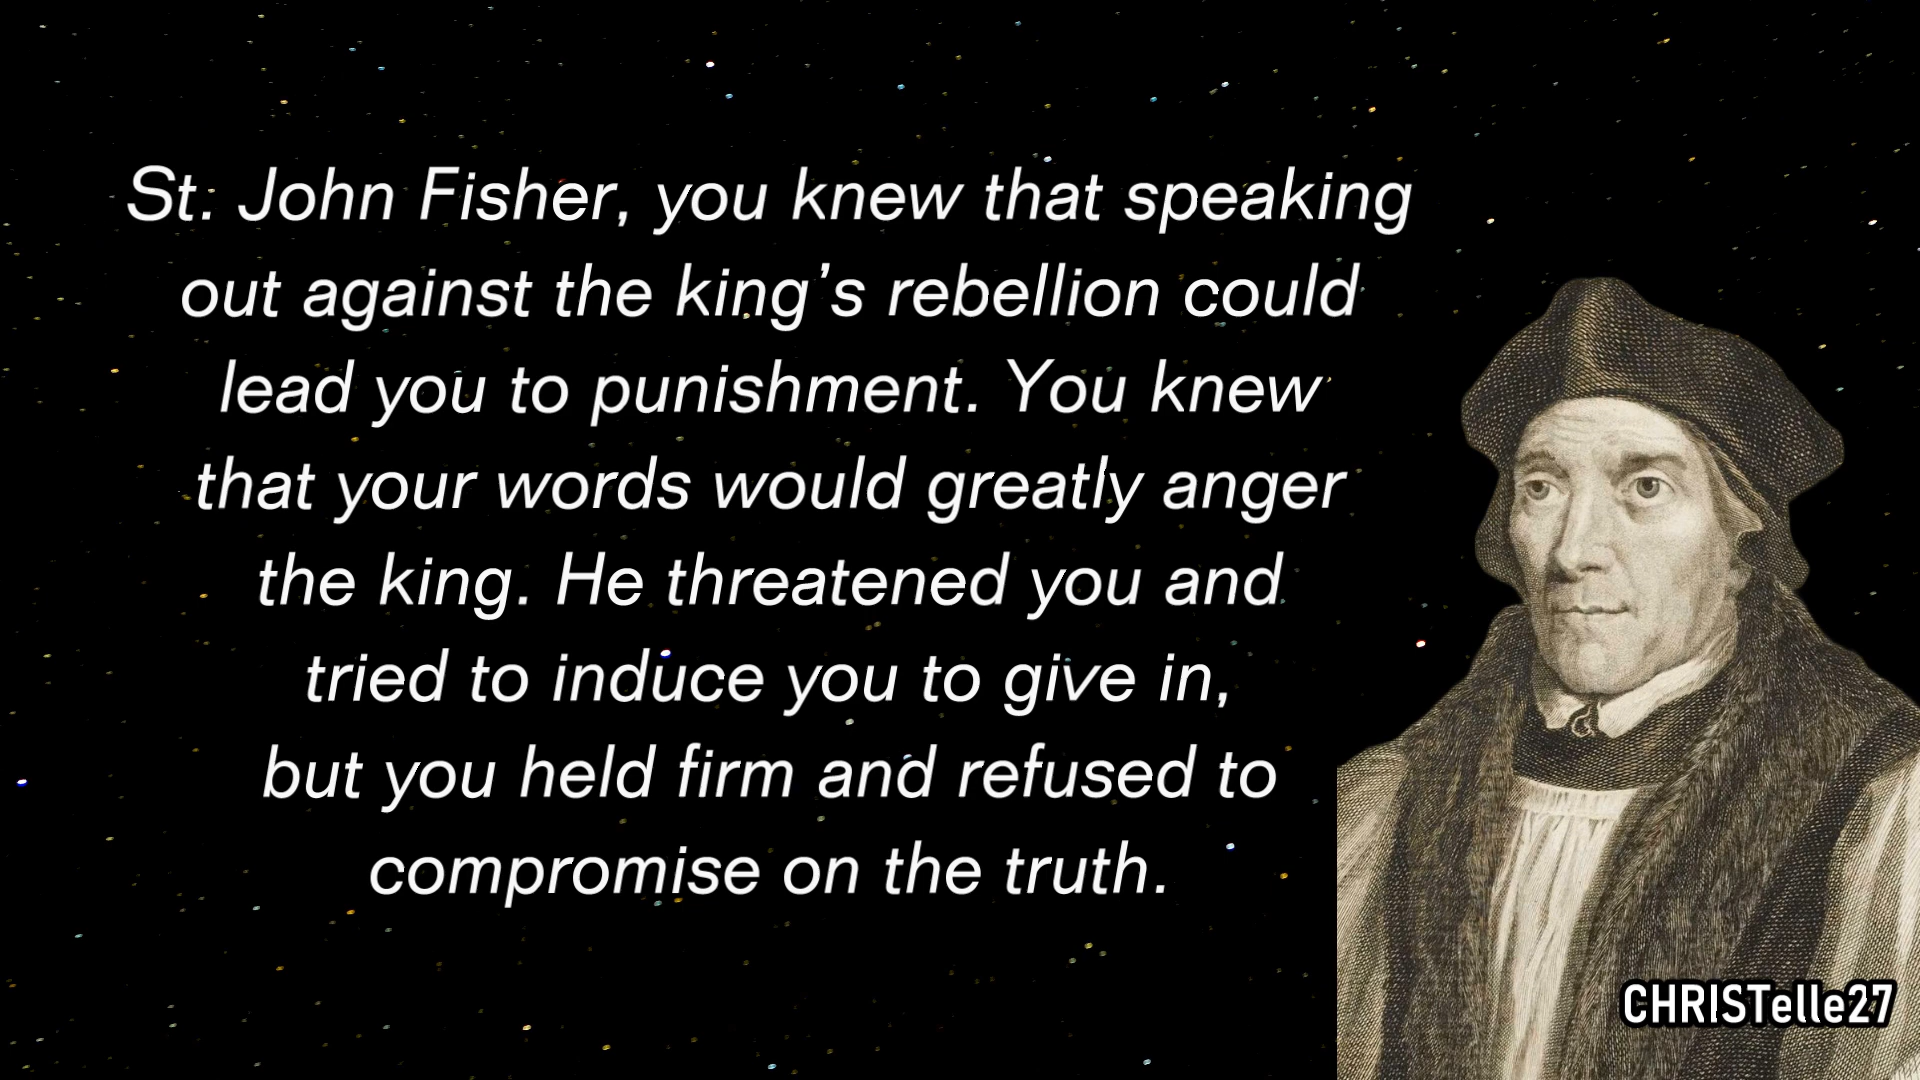 St. John Fisher, you knew that speaking
out against the king’s rebellion could
lead you to punishment. You knew
that your words would greatly anger
the king. He threatened you and
tried to induce you to give in,
but you held firm and refused to
compromise on the truth.
CHRISTelle27